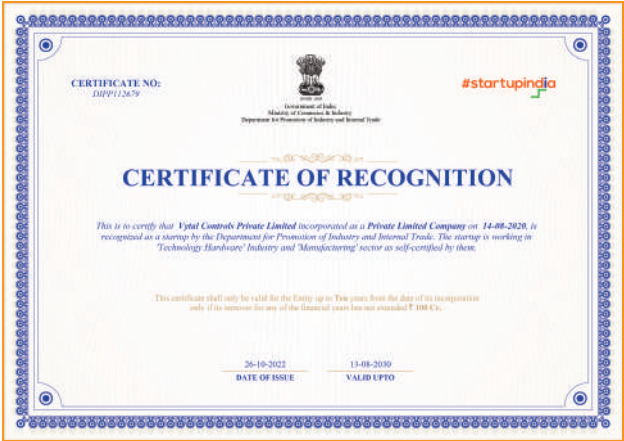 CERTIFICATE NO:
DIPP112679
#startupindia
Government of India
Ministry of Commerce & Industry
Department for Promotion of Industry and Internal Trade
CERTIFICATE OF RECOGNITION
This is to certify that Vytal Controls Private Limited incorporated as a Private Limited Company on 14-08-2020, is
recognized as a startup by the Department for Promotion of Industry and Internal Trade. The startup is working in
'Technology Hardware' Industry and 'Manufacturing' sector as self-certified by them.
This certificate shall only be valid for the Entity up to Ten years from the date of its incorporation
only if its turnover for any of the financial years has not exceeded ₹ 100 Cr.
26-10-2022
13-08-2030
DATE OF ISSUE
VALID UPTO